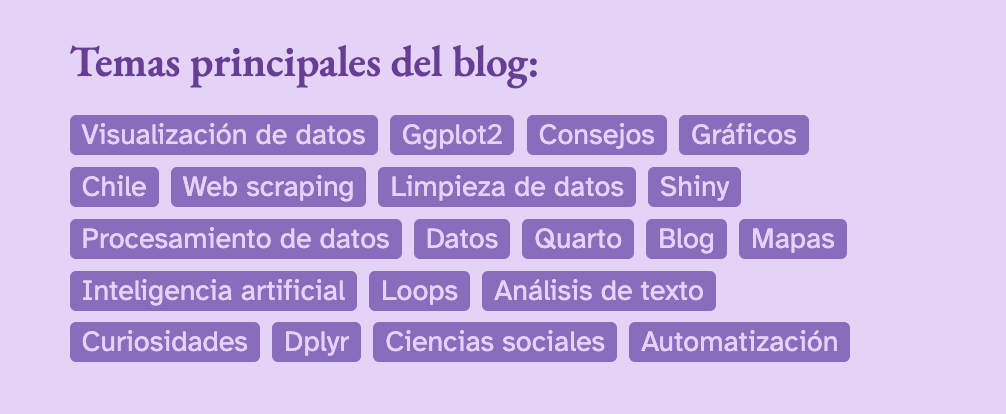 Temas principales del blog:
Visualización de datos Ggplot2 Consejos Gráficos
Chile Web scraping Limpieza de datos Shiny
Procesamiento de datos Datos Quarto Blog Mapas
Inteligencia artificial Loops Análisis de texto
Curiosidades Dplyr Ciencias sociales Automatización